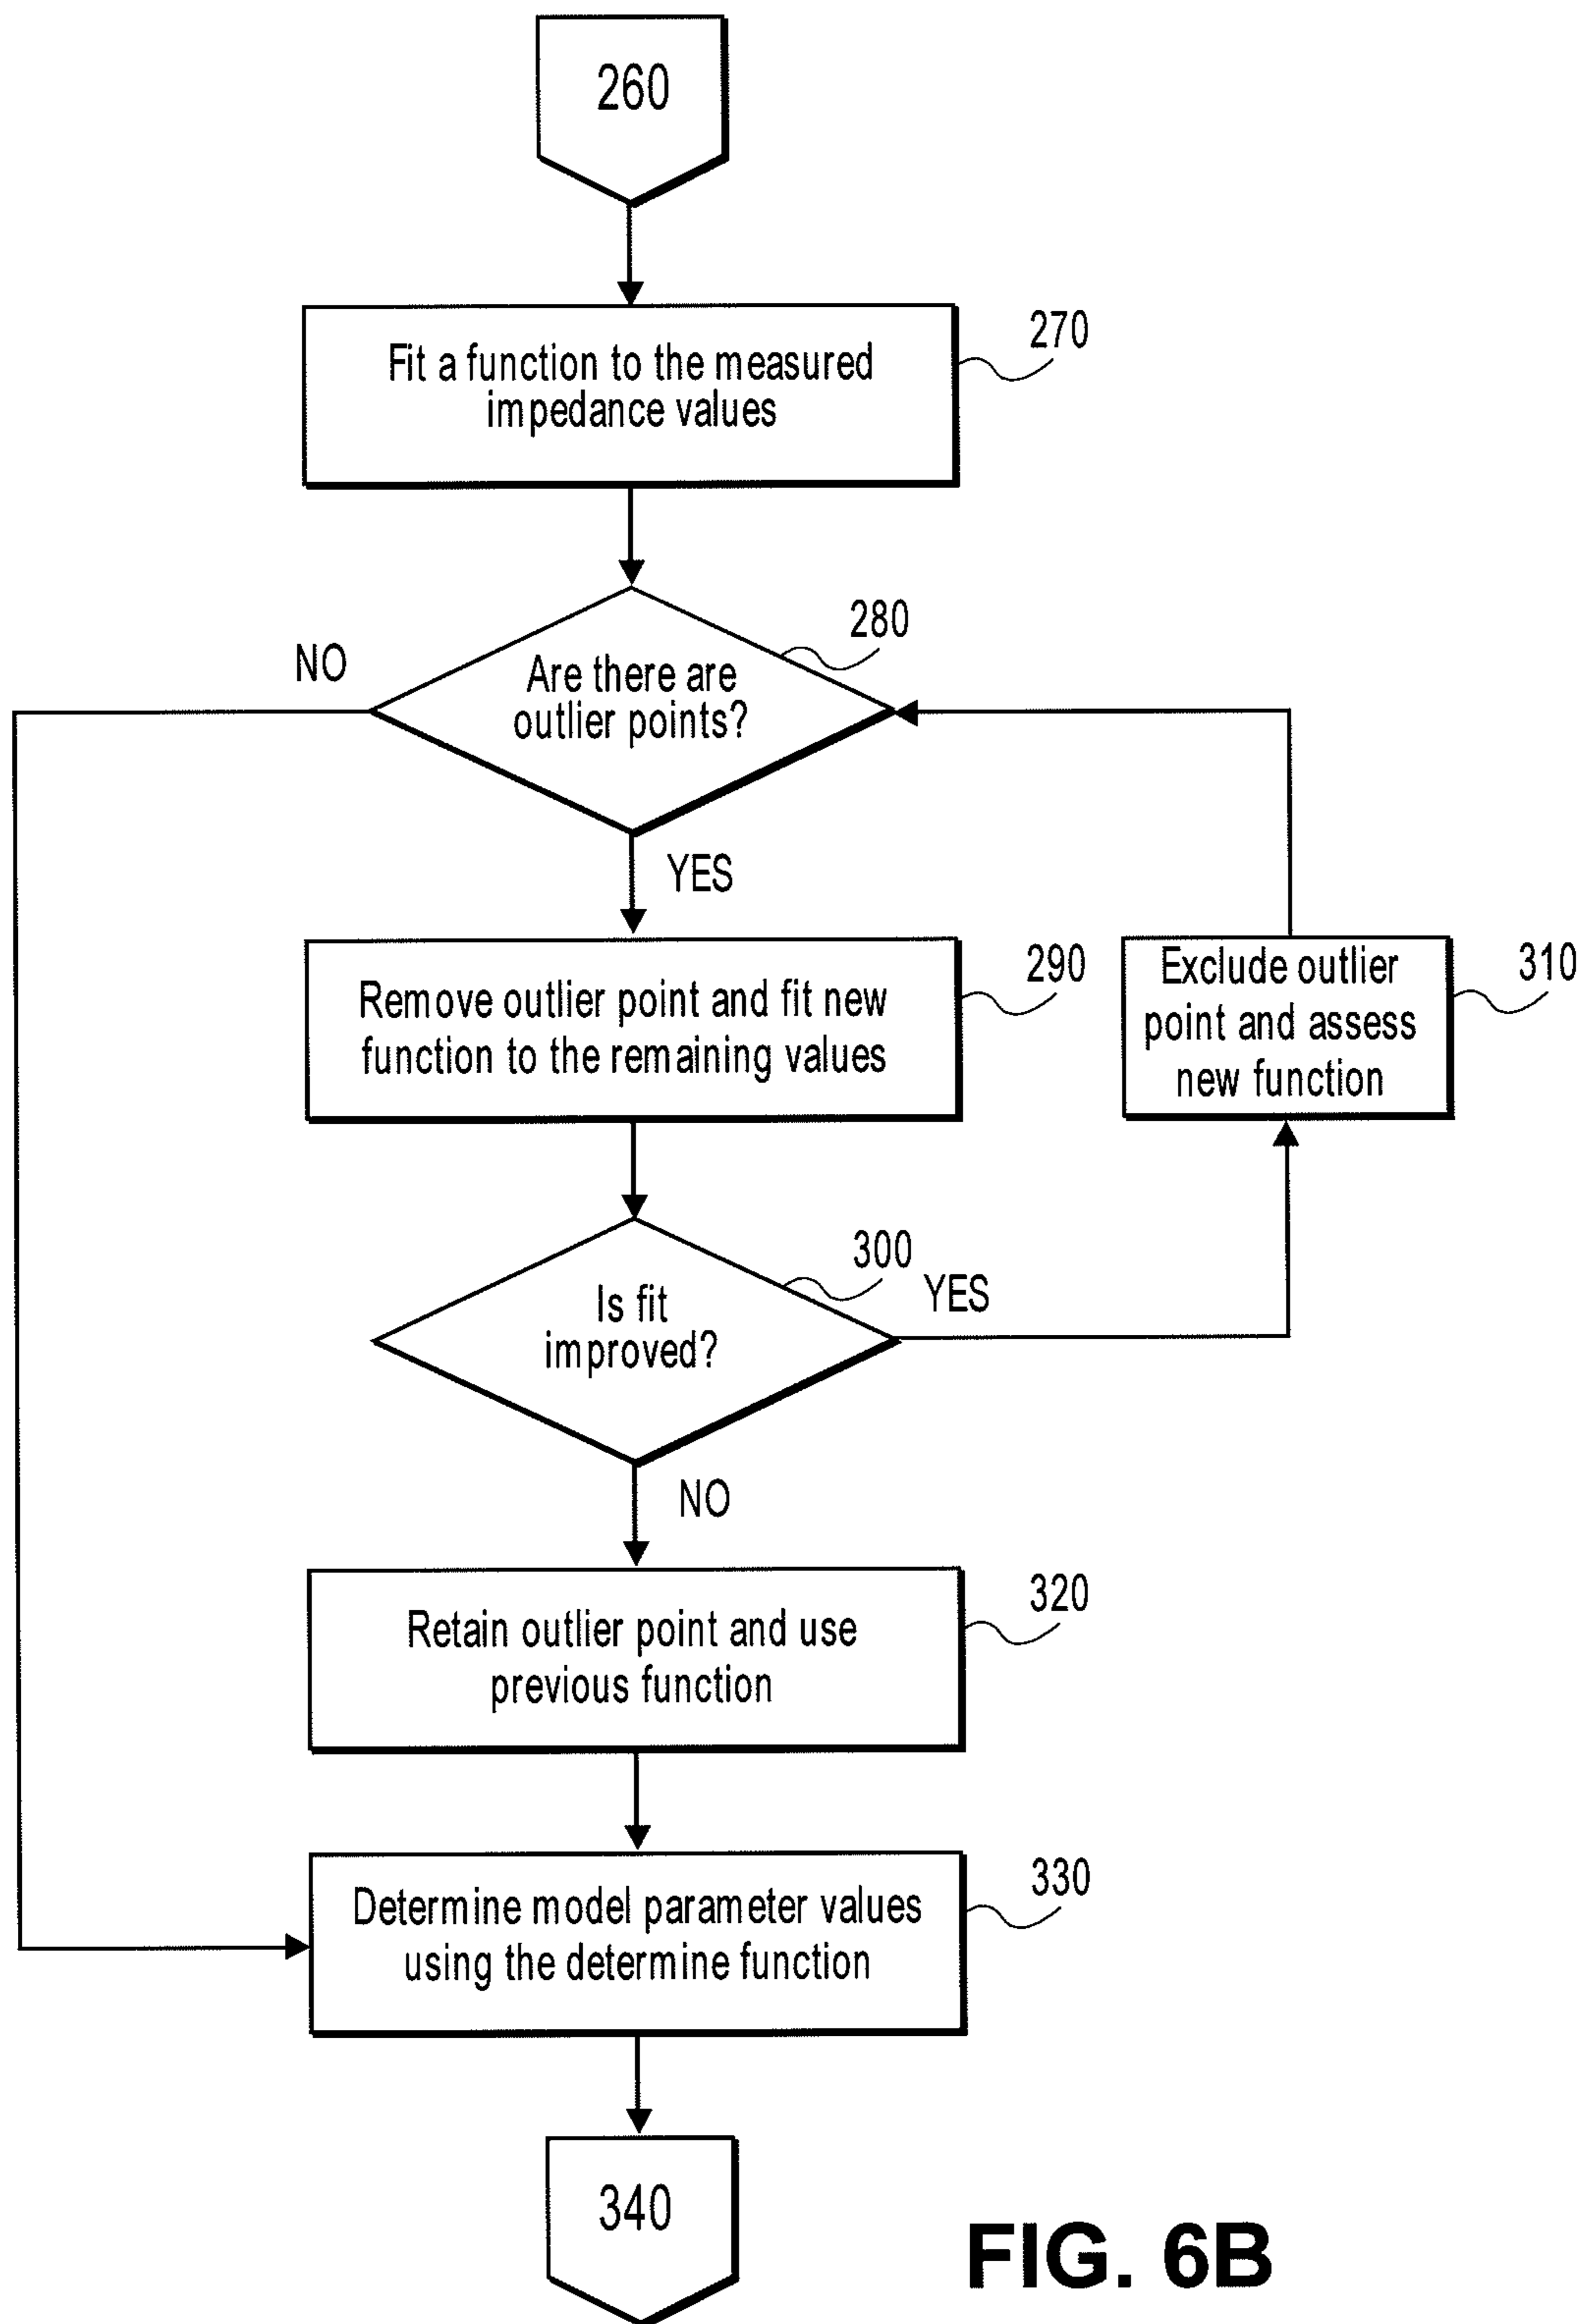 260
Fit a function to the measured
impedance values
270
NO
280
Are there are
outlier points?
YES
Remove outlier point and fit new
function to the remaining values
290
Exclude outlier
point and assess
new function
310
300
YES
Is fit
improved?
NO
Retain outlier point and use
previous function
320
Determine model parameter values
using the determine function
330
340
FIG. 6B